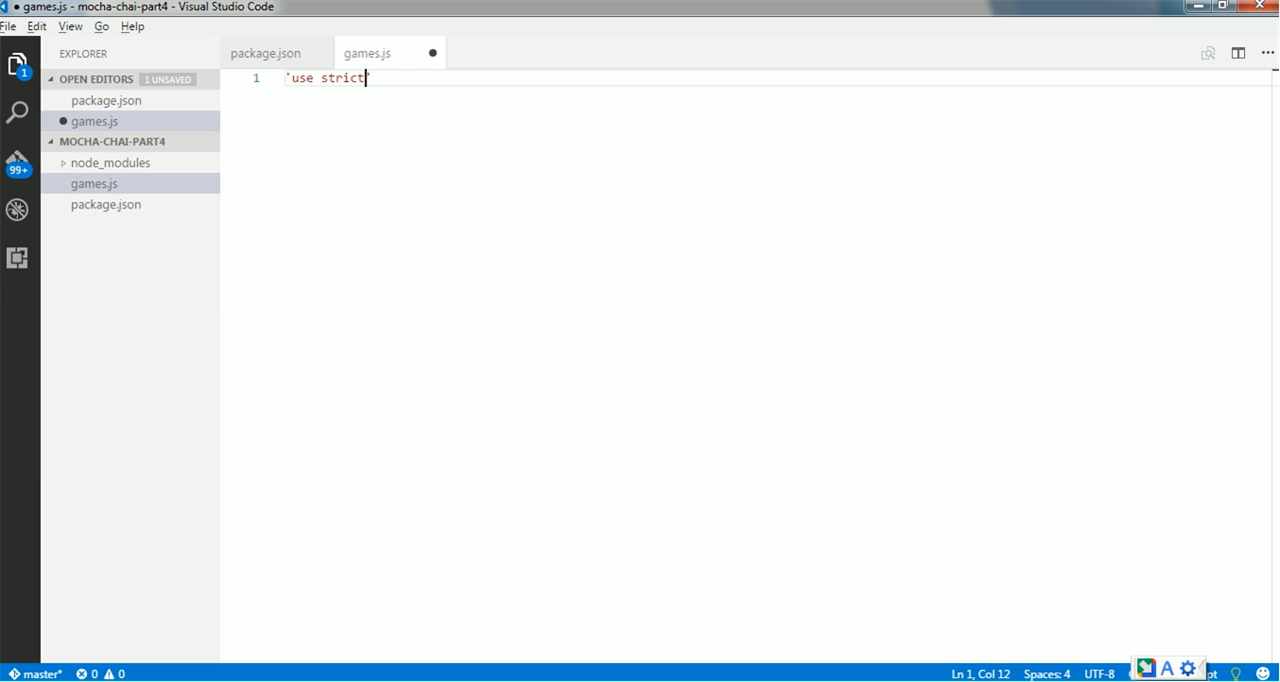 ● games.js - mocha-chai-part4 - Visual Studio Code
File Edit View Go Help
EXPLORER
package.json games.js ●
OPEN EDITORS 1 UNSAVED
1 'use strict'
package.json
● games.js
MOCHA-CHAI-PART4
node_modules
games.js
package.json
1
99+
master* 0 0 Ln 1, Col 12 Spaces: 4 UTF-8 A